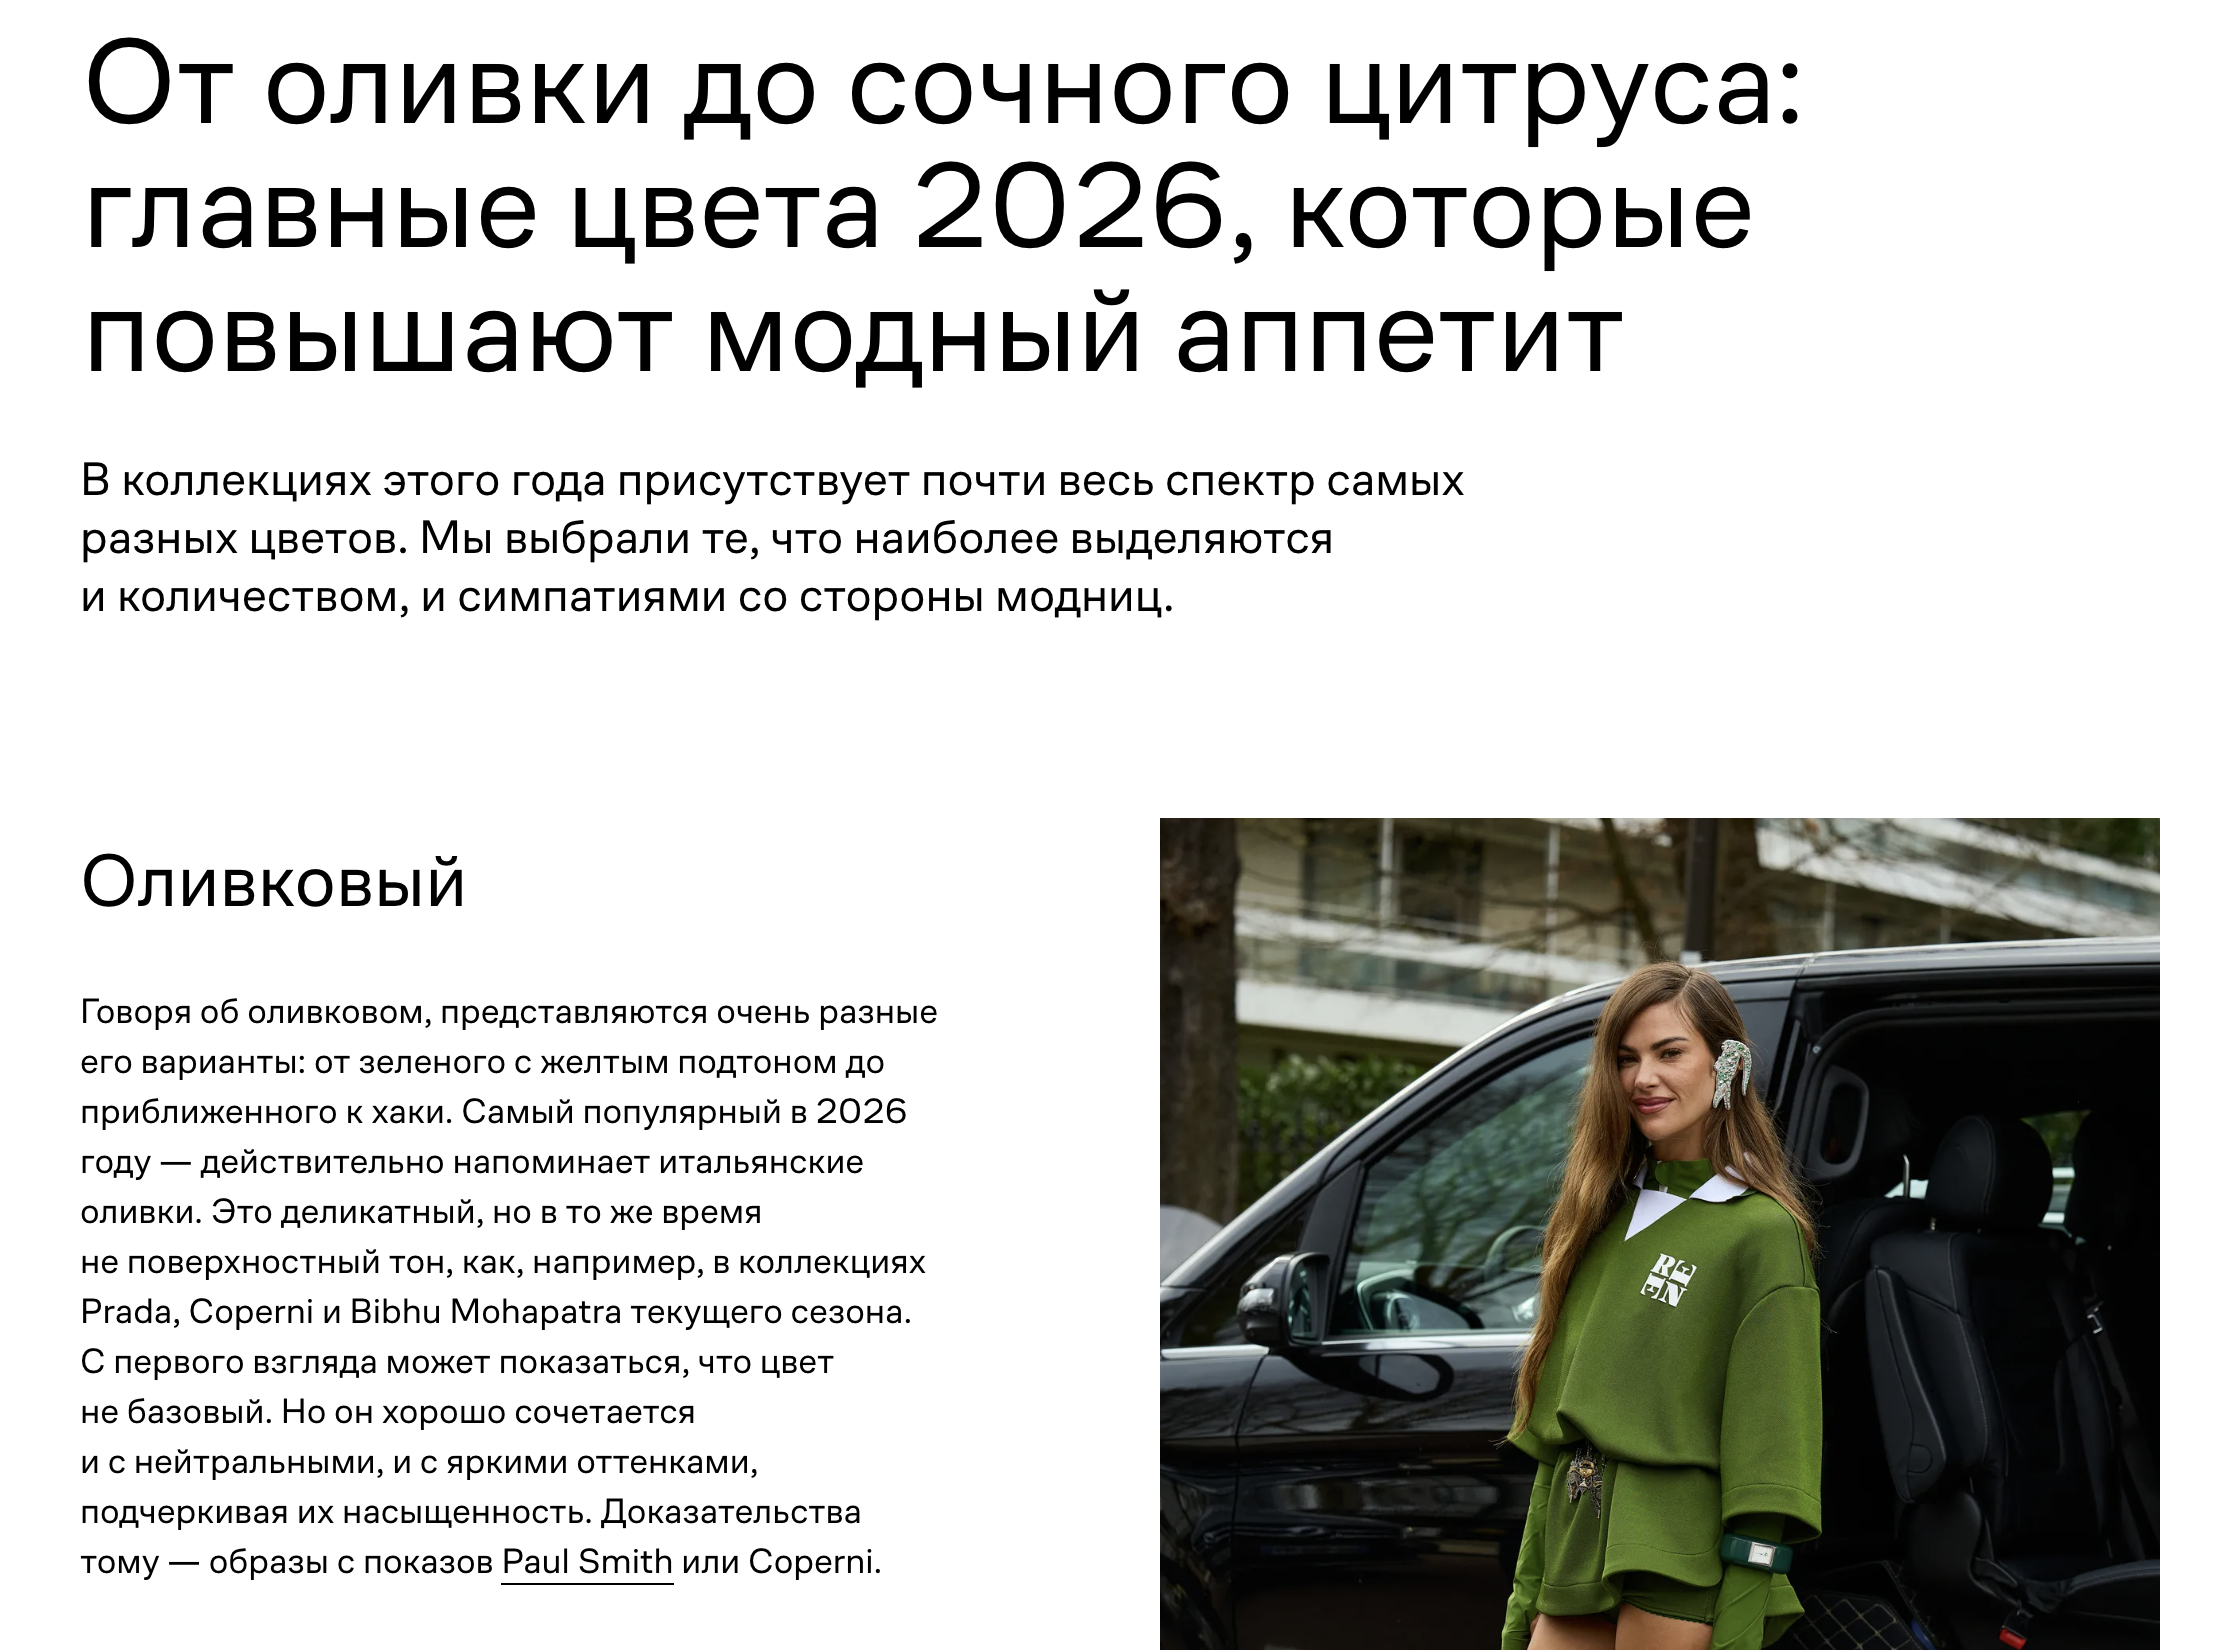 От оливки до сочного цитруса:
главные цвета 2026, которые
повышают модный аппетит
В коллекциях этого года присутствует почти весь спектр самых
разных цветов. Мы выбрали те, что наиболее выделяются
и количеством, и симпатиями со стороны модниц.
Оливковый
Говоря об оливковом, представляются очень разные
его варианты: от зеленого с желтым подтоном до
приближенного к хаки. Самый популярный в 2026
году — действительно напоминает итальянские
оливки. Это деликатный, но в то же время
не поверхностный тон, как, например, в коллекциях
Prada, Coperni и Bibhu Mohapatra текущего сезона.
С первого взгляда может показаться, что цвет
не базовый. Но он хорошо сочетается
и с нейтральными, и с яркими оттенками,
подчеркивая их насыщенность. Доказательства
тому — образы с показов Paul Smith или Coperni.
RE
EN